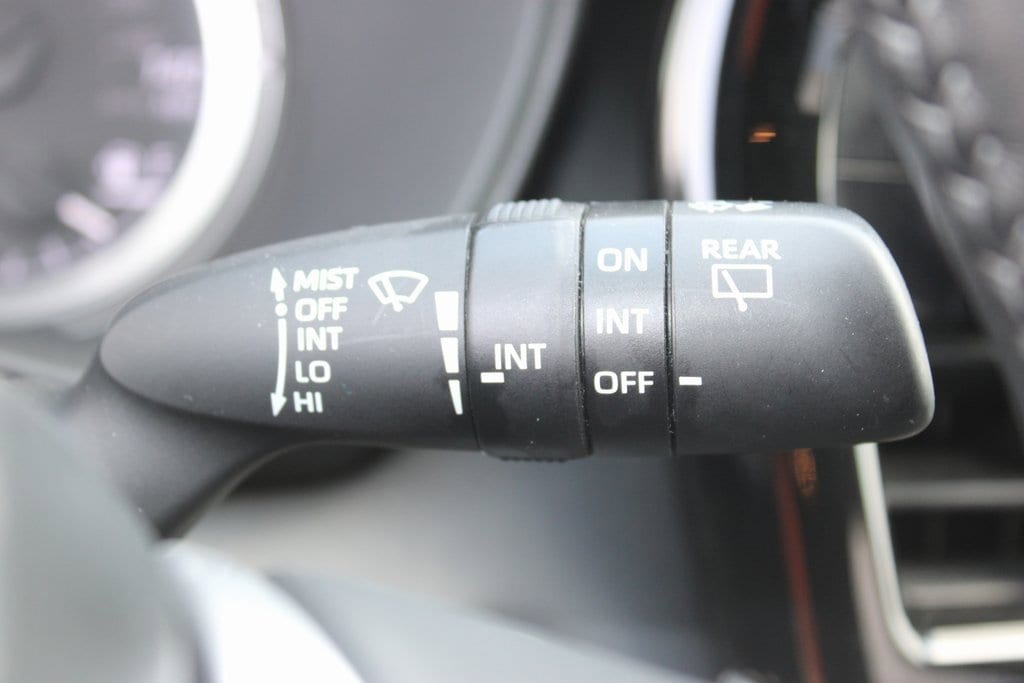 MIST
OFF
INT
LO
HI
INT
ON
INT
OFF
REAR